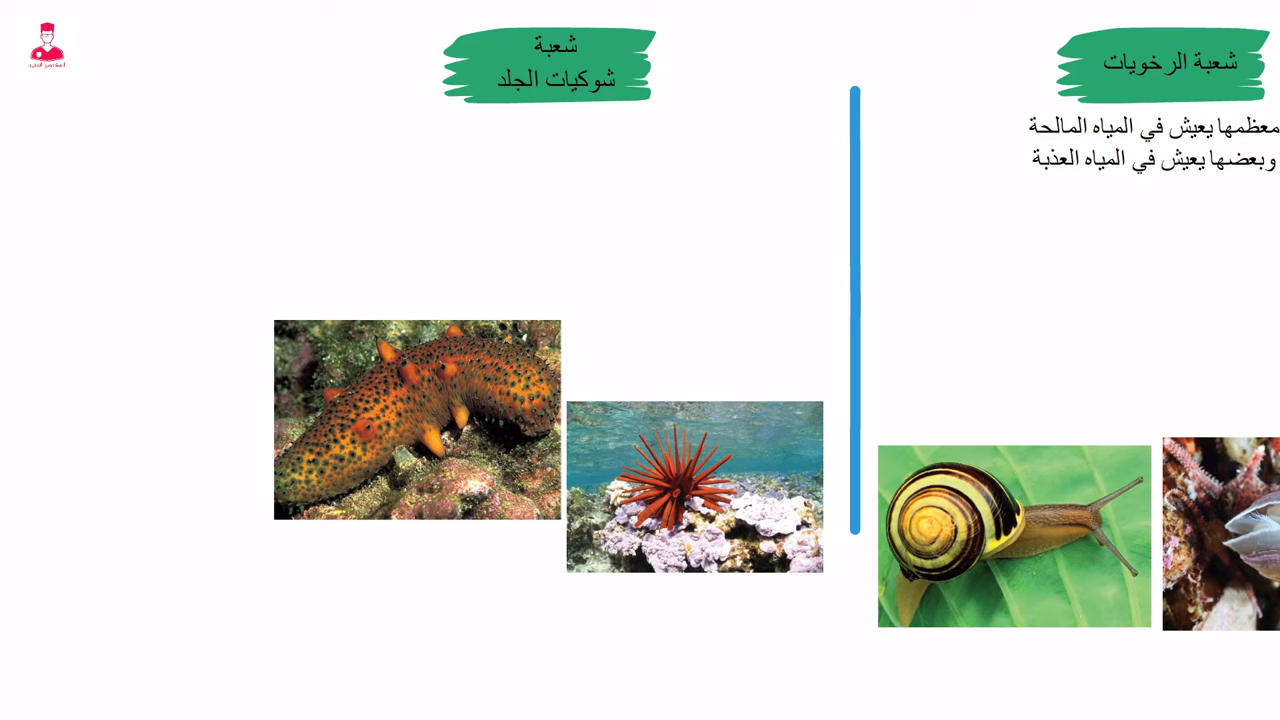 شعبة الرخويات
معظمها يعيش في المياه المالحة
وبعضها يعيش في المياه العذبة
شعبة
شوكيات الجلد